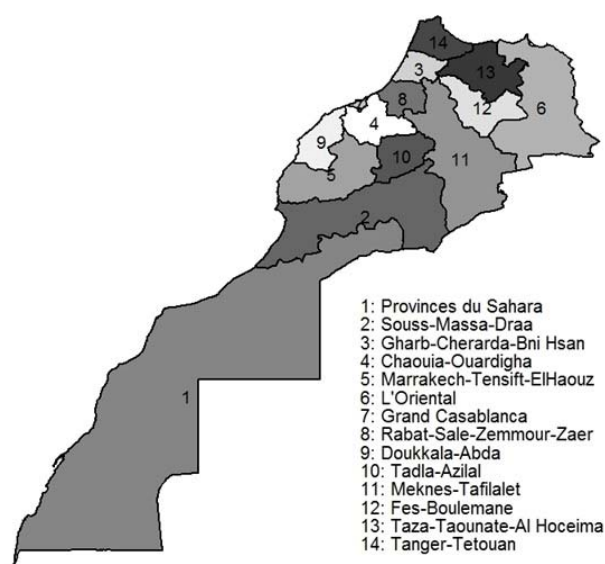 14
3
13
8
12
6
4
9
10
11
5
2
1
1: Provinces du Sahara
2: Souss-Massa-Draa
3: Gharb-Cherarda-Bni Hsan
4: Chaouia-Ouardigha
5: Marrakech-Tensift-ElHaouz
6: L'Oriental
7: Grand Casablanca
8: Rabat-Sale-Zemmour-Zaer
9: Doukkala-Abda
10: Tadla-Azilal
11: Meknes-Tafilalet
12: Fes-Boulemane
13: Taza-Taounate-Al Hoceima
14: Tanger-Tetouan